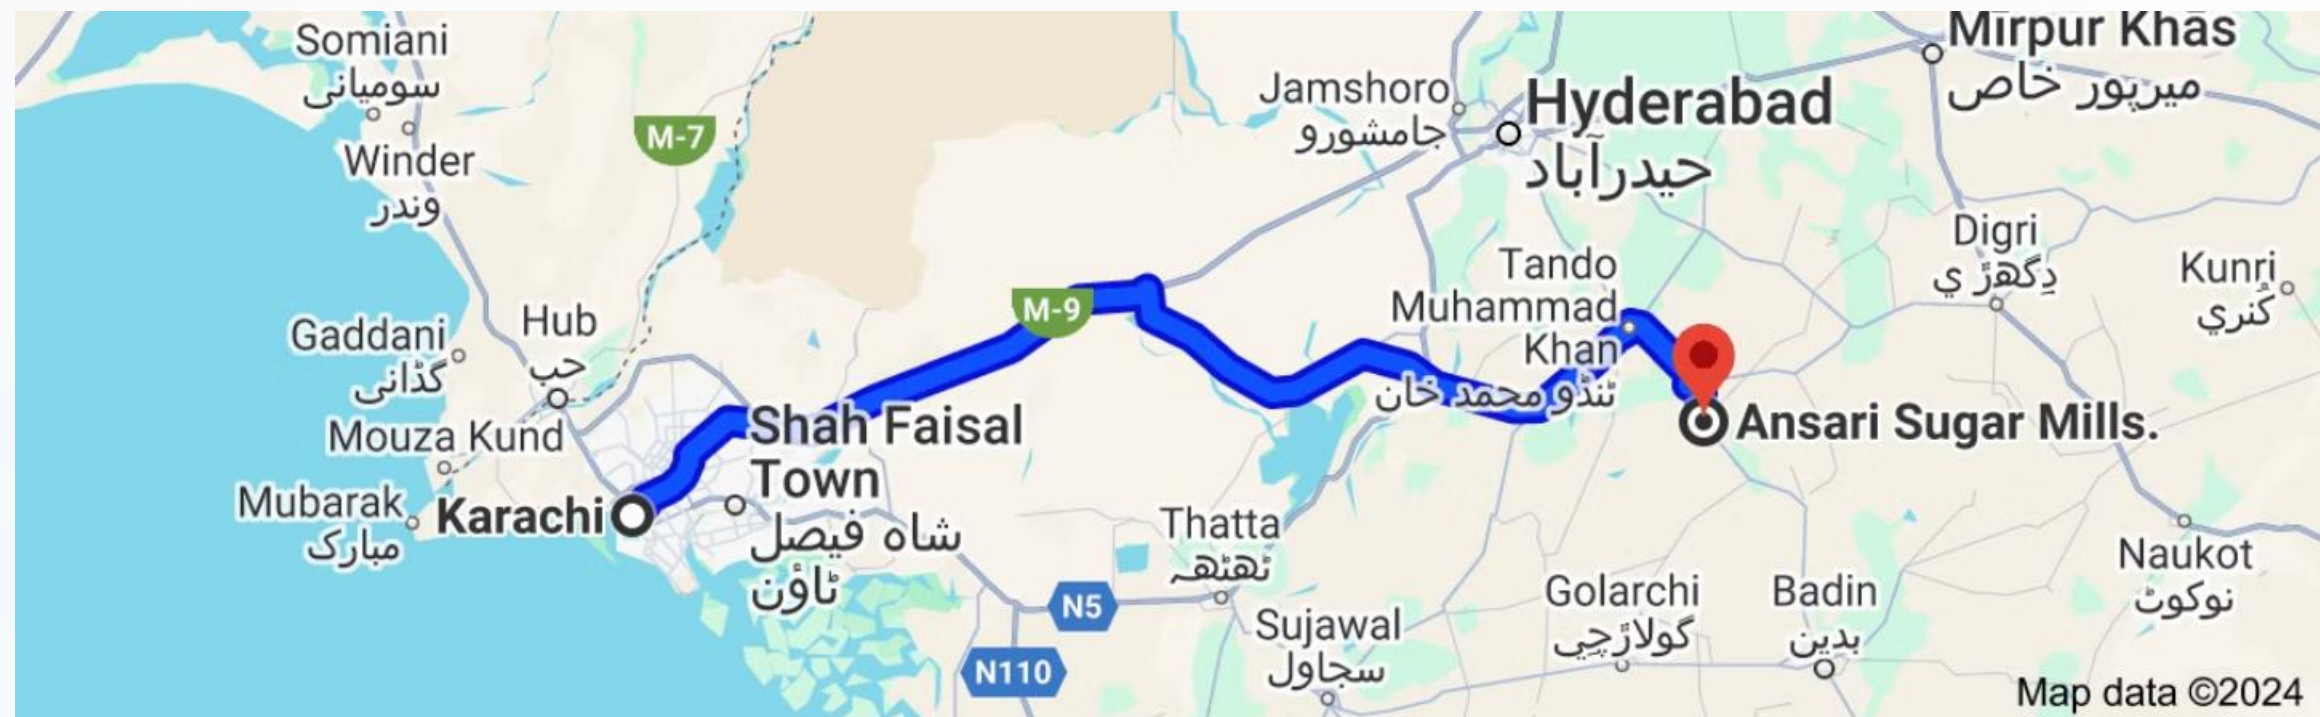 Somiani
سومیانی
Winder
وندر
M-7
Jamshoro
جامشورو
Hyderabad
حیدرآباد
Mirpur Khas
میرپور خاص
Digri
دِگھڙي
Kunri
کُنري
Tando
Muhammad
Khan
ٹنڈو محمد خان
M-9
Gaddani
گڈانی
Hub
حب
Mouza Kund
Mubarak
مبارک
Karachi
Shah Faisal
Town
شاہ فیصل
ٹاؤن
Ansari Sugar Mills.
Thatta
ٹھٹھہ
N5
N110
Sujawal
سجاول
Golarchi
گولاڙچي
Badin
بدین
Naukot
نوکوٹ
Map data ©2024